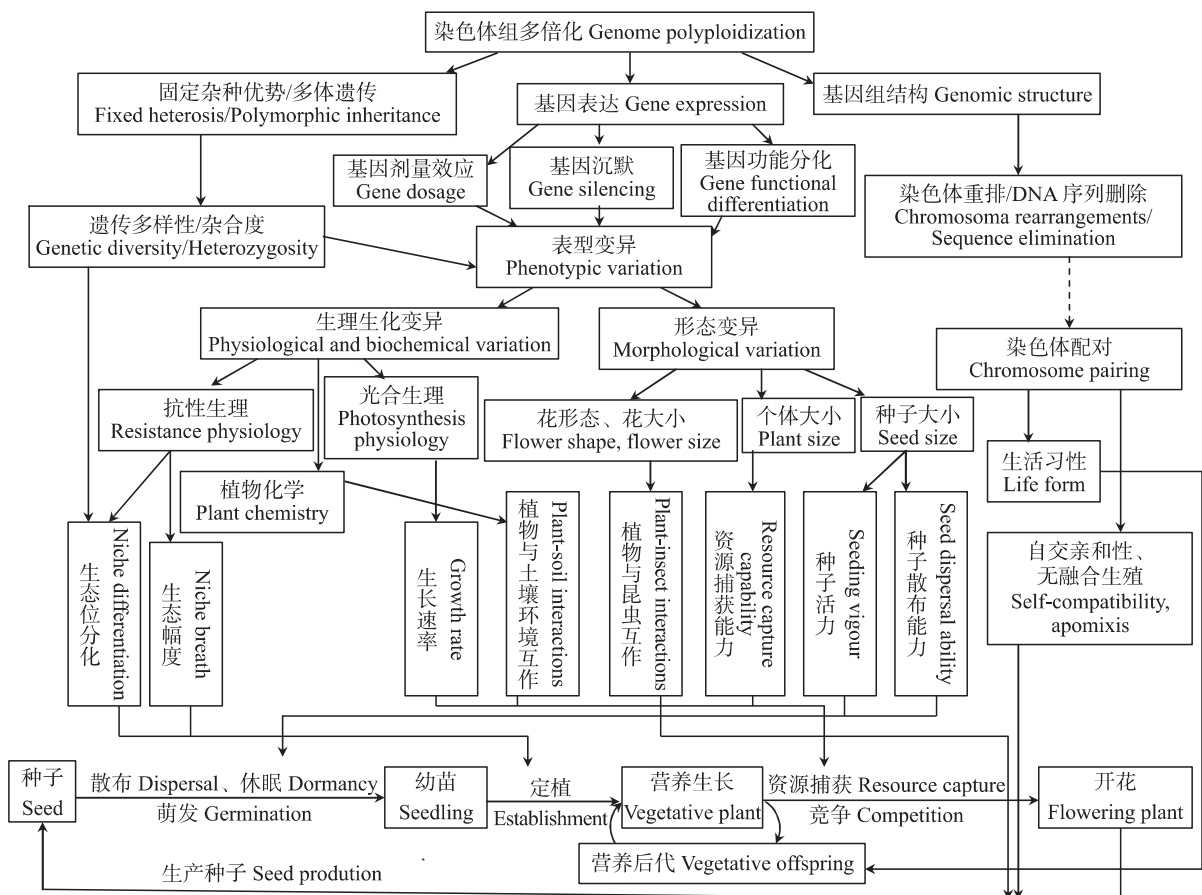 染色体组多倍化 Genome polyploidization
固定杂种优势/多体遗传
Fixed heterosis/Polymorphic inheritance
基因表达 Gene expression
基因组结构 Genomic structure
基因剂量效应
Gene dosage
基因沉默
Gene silencing
基因功能分化
Gene functional
differentiation
染色体重排/DNA 序列删除
Chromosoma rearrangements/
Sequence elimination
遗传多样性/杂合度
Genetic diversity/Heterozygosity
表型变异
Phenotypic variation
生理生化变异
Physiological and biochemical variation
形态变异
Morphological variation
染色体配对
Chromosome pairing
抗性生理
Resistance physiology
光合生理
Photosynthesis
physiology
花形态、花大小
Flower shape, flower size
个体大小
Plant size
种子大小
Seed size
生活习性
Life form
植物化学
Plant chemistry
自交亲和性、
无融合生殖
Self-compatibility,
apomixis
Niche differentiation
生态位分化
Niche breath
生态幅度
Growth rate
生长速率
Plant-soil interactions
植物与土壤环境互作
Plant-insect interactions
植物与昆虫互作
Resource capture
capability
资源捕获能力
Seeding vigour
种子活力
Seed dispersal ability
种子散布能力
种子
Seed
散布 Dispersal、休眠 Dormancy
萌发 Germination
幼苗
Seedling
定植
Establishment
营养生长
Vegetative plant
资源捕获 Resource capture
竞争 Competition
开花
Flowering plant
营养后代 Vegetative offspring
生产种子 Seed prodution